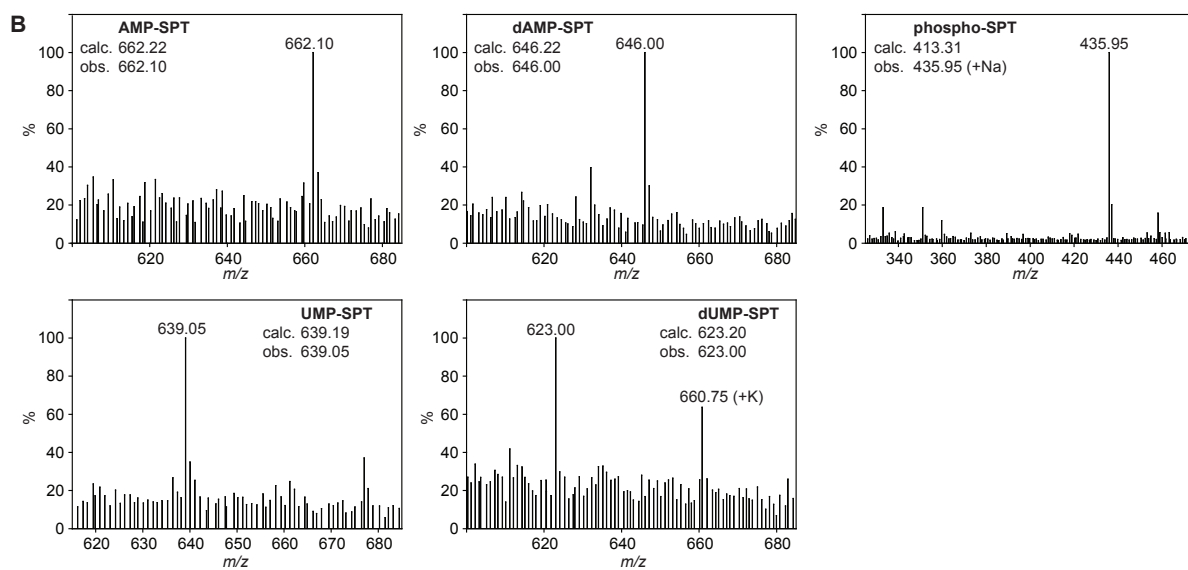 B
AMP-SPT
calc. 662.22
obs. 662.10
662.10
100
80
60
40
20
0
%
620 640 660 680
m/z
dAMP-SPT
calc. 646.22
obs. 646.00
646.00
100
80
60
40
20
0
%
620 640 660 680
m/z
phospho-SPT
calc. 413.31
obs. 435.95 (+Na)
435.95
100
80
60
40
20
0
%
340 360 380 400 420 440 460
m/z
UMP-SPT
calc. 639.19
obs. 639.05
639.05
100
80
60
40
20
0
%
620 630 640 650 660 670 680
m/z
dUMP-SPT
calc. 623.20
obs. 623.00
623.00
660.75 (+K)
100
80
60
40
20
0
%
620 640 660 680
m/z